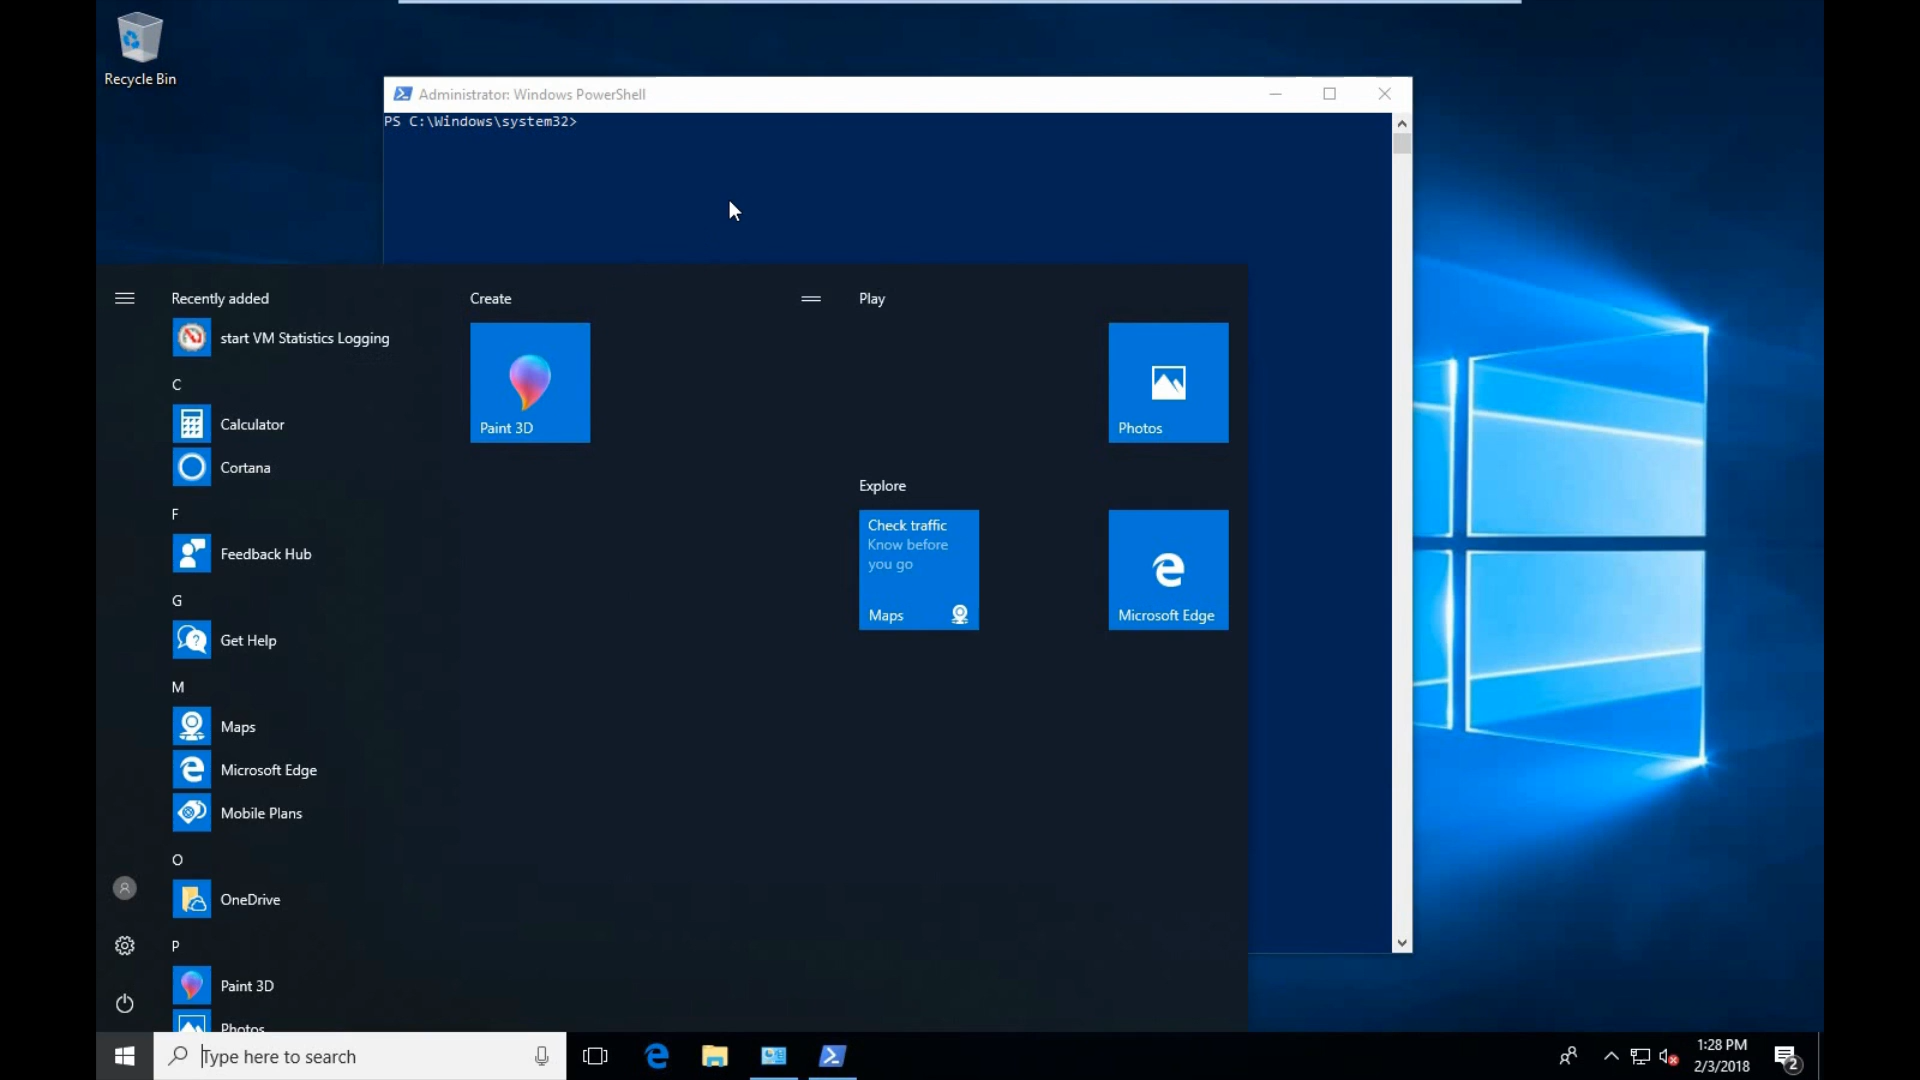 Recycle Bin
Administrator: Windows PowerShell
PS C:\Windows\system32>
Recently added
start VM Statistics Logging
C
Calculator
Cortana
F
Feedback Hub
G
Get Help
M
Maps
Microsoft Edge
Mobile Plans
O
OneDrive
P
Paint 3D
Photos
Create
Paint 3D
Play
Photos
Explore
Check traffic
Know before
you go
Maps
Microsoft Edge
Type here to search
1:28 PM
2/3/2018
2